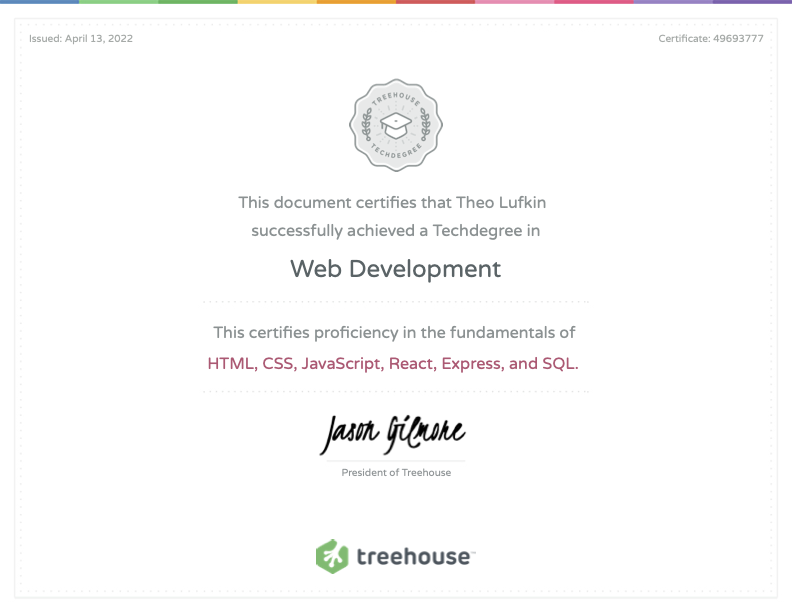 Issued: April 13, 2022
Certificate: 49693777
TREEHOUSE
TECHDEGREE
This document certifies that Theo Lufkin
successfully achieved a Techdegree in
Web Development
This certifies proficiency in the fundamentals of
HTML, CSS, JavaScript, React, Express, and SQL.
Jason Gilmore
President of Treehouse
treehouse™